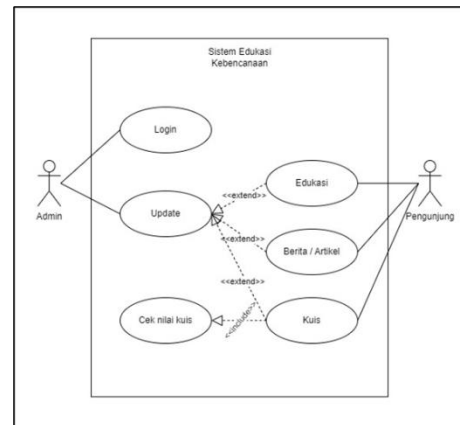 Sistem Edukasi
Kebencanaan
Login
<<extend>>
Edukasi
Admin
Update
Pengunjung
<<extend>>
Berita / Artikel
<<extend>>
Cek nilai kuis
<<include>>
Kuis